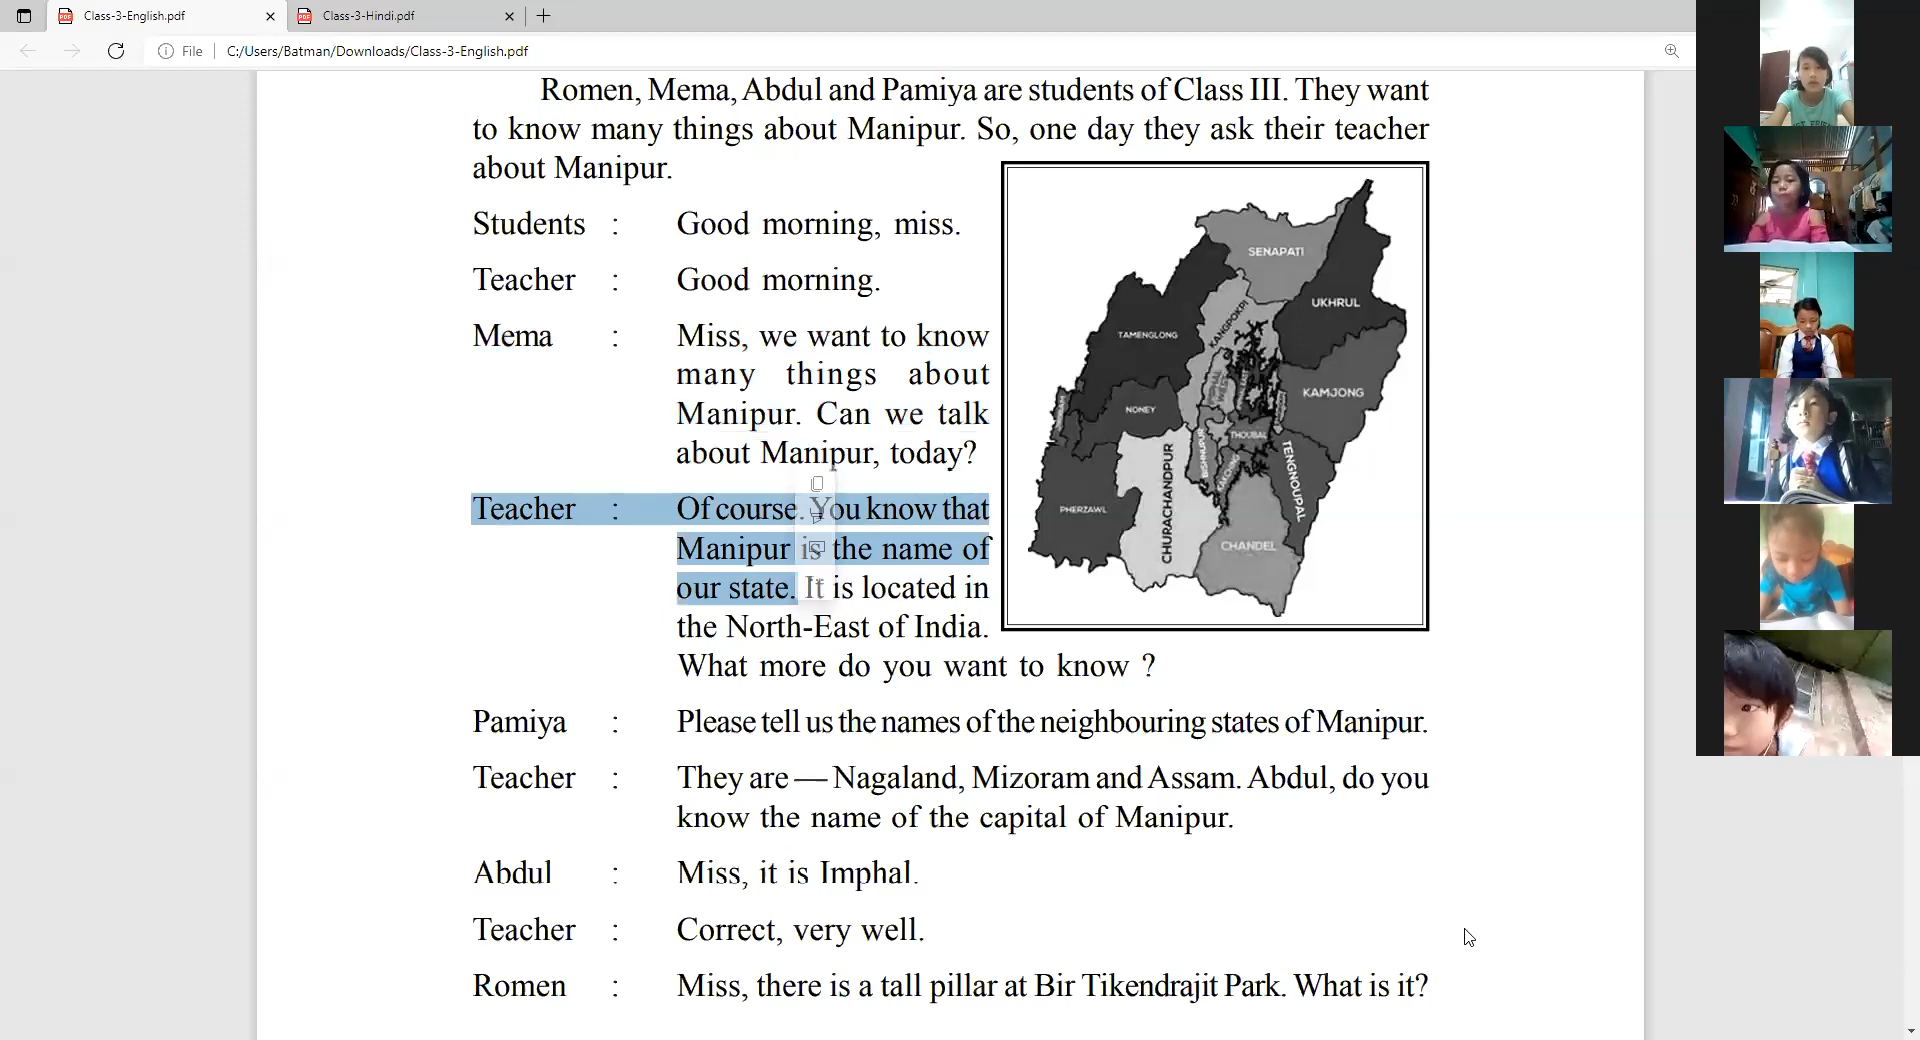 Class-3-English.pdf
Class-3-Hindi.pdf
File
C:/Users/Batman/Downloads/Class-3-English.pdf
Romen, Mema, Abdul and Pamiya are students of Class III. They want
to know many things about Manipur. So, one day they ask their teacher
about Manipur.
Students : Good morning, miss.
Teacher : Good morning.
Mema : Miss, we want to know
many things about
Manipur. Can we talk
about Manipur, today?
Teacher : Of course. You know that
Manipur is the name of
our state. It is located in
the North-East of India.
What more do you want to know ?
SENAPATI
UKHRUL
TAMENGLONG
KANGPOKPI
KAMJONG
NONEY
THOUBAL
BISHNUPUR
KAKCHING
TENGNOUPAL
CHURACHANDPUR
PHERZAWL
CHANDEL
Pamiya : Please tell us the names of the neighbouring states of Manipur.
Teacher : They are — Nagaland, Mizoram and Assam. Abdul, do you
know the name of the capital of Manipur.
Abdul : Miss, it is Imphal.
Teacher : Correct, very well.
Romen : Miss, there is a tall pillar at Bir Tikendrajit Park. What is it?